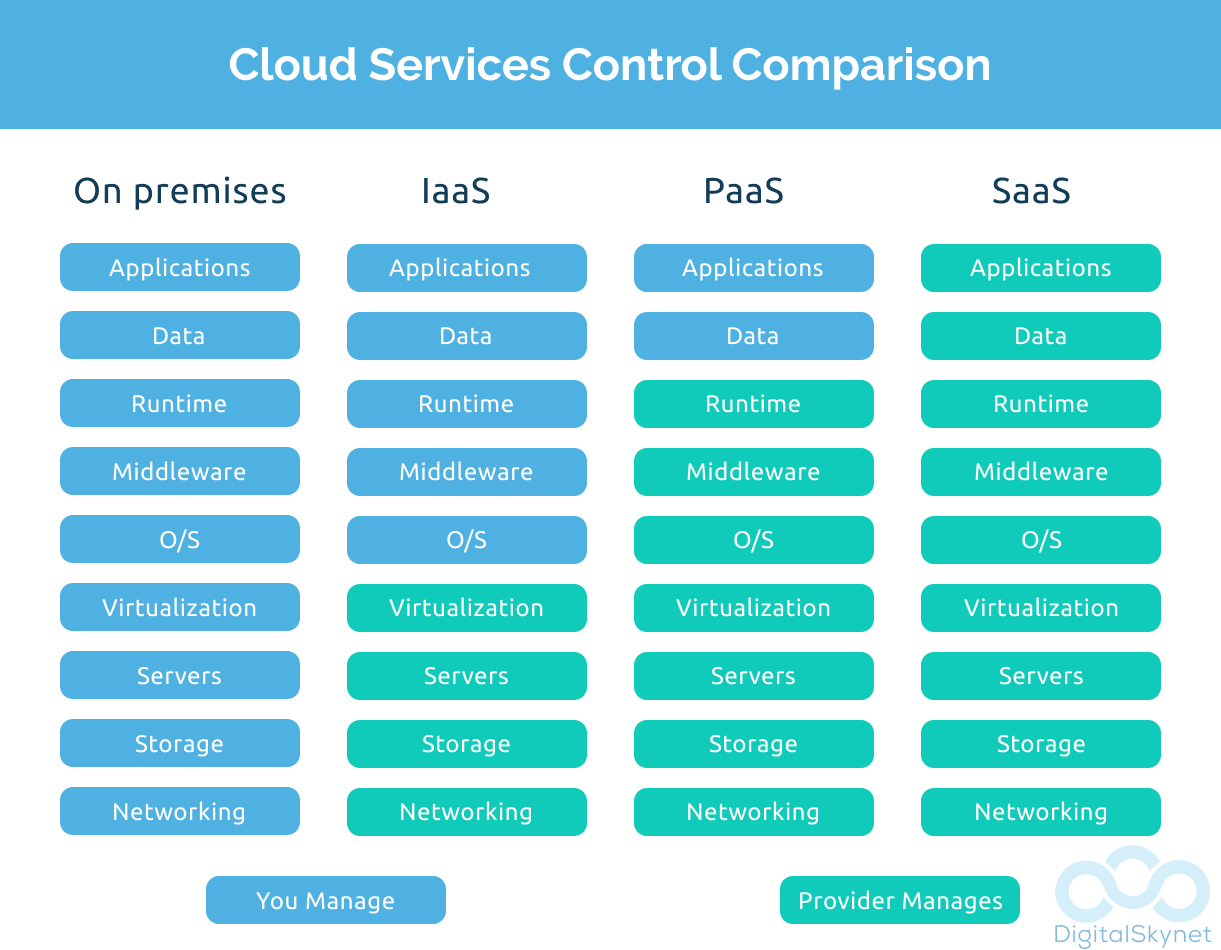 Cloud Services Control Comparison
On premises IaaS PaaS SaaS
Applications Applications Applications Applications
Data Data Data Data
Runtime Runtime Runtime Runtime
Middleware Middleware Middleware Middleware
O/S O/S O/S O/S
Virtualization Virtualization Virtualization Virtualization
Servers Servers Servers Servers
Storage Storage Storage Storage
Networking Networking Networking Networking
You Manage Provider Manages
DigitalSkynet